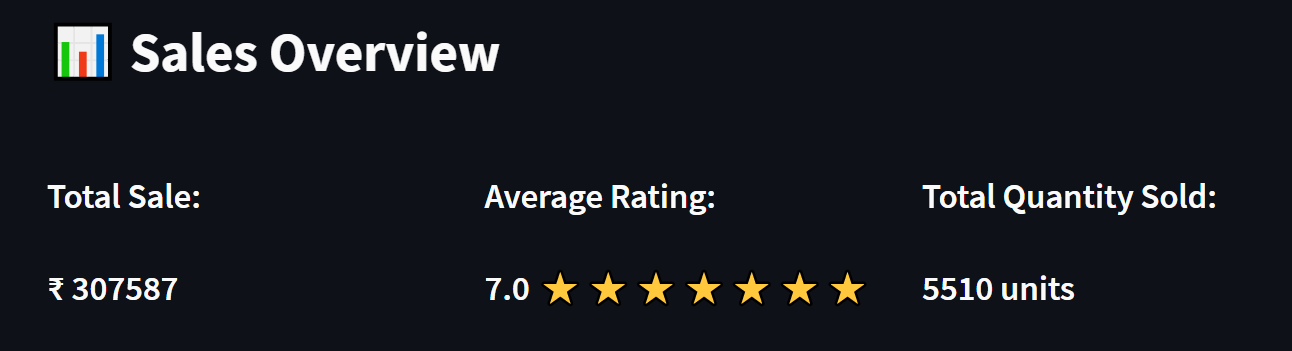 Sales Overview
Total Sale: Average Rating: Total Quantity Sold:
₹ 307587 7.0 ★★★★★★★ 5510 units